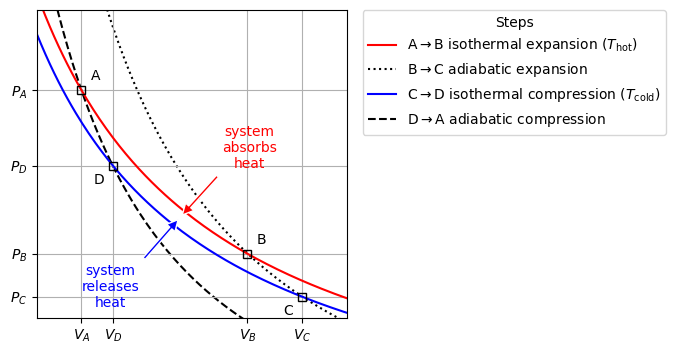 Steps
A→B isothermal expansion (T_hot)
B→C adiabatic expansion
C→D isothermal compression (T_cold)
D→A adiabatic compression
A
P_A
system
absorbs
heat
P_D
D
B
P_B
system
releases
heat
P_C
C
V_A V_D V_B V_C